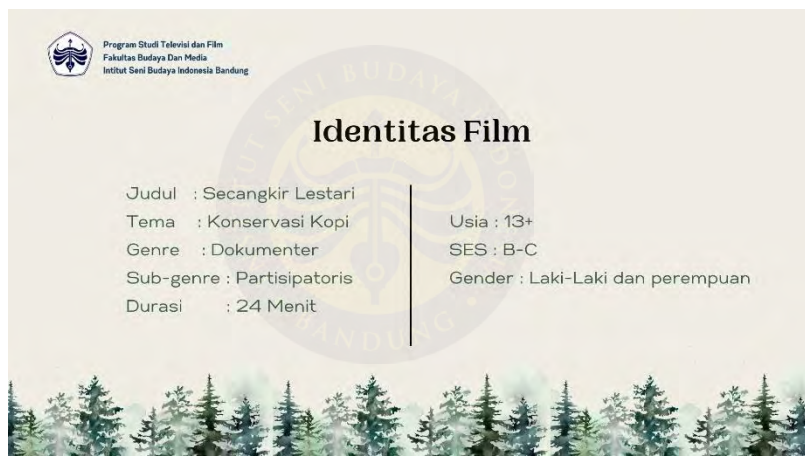 Program Studi Televisi dan Film
Fakultas Budaya Dan Media
Intitut Seni Budaya Indonesia Bandung
Identitas Film
Judul : Secangkir Lestari
Tema : Konservasi Kopi
Genre : Dokumenter
Sub-genre : Partisipatoris
Durasi : 24 Menit
Usia : 13+
SES : B-C
Gender : Laki-Laki dan perempuan